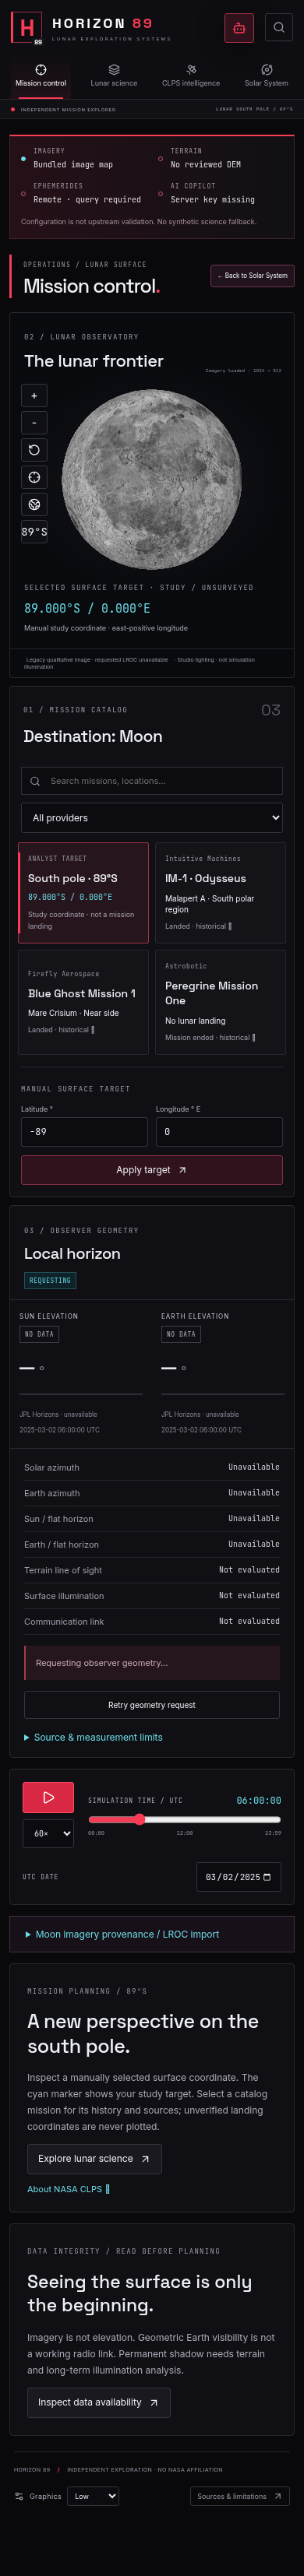 H
89
HORIZON 89
LUNAR EXPLORATION SYSTEMS
Mission control
Lunar science
CLPS intelligence
Solar System
INDEPENDENT MISSION EXPLORER
LUNAR SOUTH POLE / 89°S
IMAGERY
Bundled image map
TERRAIN
No reviewed DEM
EPHEMERIDES
Remote · query required
AI COPILOT
Server key missing
Configuration is not upstream validation. No synthetic science fallback.
OPERATIONS / LUNAR SURFACE
Mission control.
← Back to Solar System
02 / LUNAR OBSERVATORY
The lunar frontier
Imagery loaded · 1024 × 512
+
-
89°S
SELECTED SURFACE TARGET · STUDY / UNSURVEYED
89.000°S / 0.000°E
Manual study coordinate · east-positive longitude
Legacy qualitative image · requested LROC unavailable · Studio lighting · not simulation
illumination
01 / MISSION CATALOG
03
Destination: Moon
Search missions, locations...
All providers
ANALYST TARGET
South pole · 89°S
89.000°S / 0.000°E
Study coordinate · not a mission
landing
Intuitive Machines
IM-1 · Odysseus
Malapert A · South polar
region
Landed · historical
Firefly Aerospace
Blue Ghost Mission 1
Mare Crisium · Near side
Landed · historical
Astrobotic
Peregrine Mission
One
No lunar landing
Mission ended · historical
MANUAL SURFACE TARGET
Latitude °
Longitude ° E
-89
0
Apply target
03 / OBSERVER GEOMETRY
Local horizon
REQUESTING
SUN ELEVATION
NO DATA
— °
JPL Horizons · unavailable
2025-03-02 06:00:00 UTC
EARTH ELEVATION
NO DATA
— °
JPL Horizons · unavailable
2025-03-02 06:00:00 UTC
Solar azimuth Unavailable
Earth azimuth Unavailable
Sun / flat horizon Unavailable
Earth / flat horizon Unavailable
Terrain line of sight Not evaluated
Surface illumination Not evaluated
Communication link Not evaluated
Requesting observer geometry...
Retry geometry request
Source & measurement limits
SIMULATION TIME / UTC
06:00:00
60×
00:00
12:00
23:59
UTC DATE
03/02/2025
Moon imagery provenance / LROC import
MISSION PLANNING / 89°S
A new perspective on the
south pole.
Inspect a manually selected surface coordinate. The
cyan marker shows your study target. Select a catalog
mission for its history and sources; unverified landing
coordinates are never plotted.
Explore lunar science
About NASA CLPS
DATA INTEGRITY / READ BEFORE PLANNING
Seeing the surface is only
the beginning.
Imagery is not elevation. Geometric Earth visibility is not
a working radio link. Permanent shadow needs terrain
and long-term illumination analysis.
Inspect data availability
HORIZON 89 / INDEPENDENT EXPLORATION · NO NASA AFFILIATION
Graphics
Low
Sources & limitations